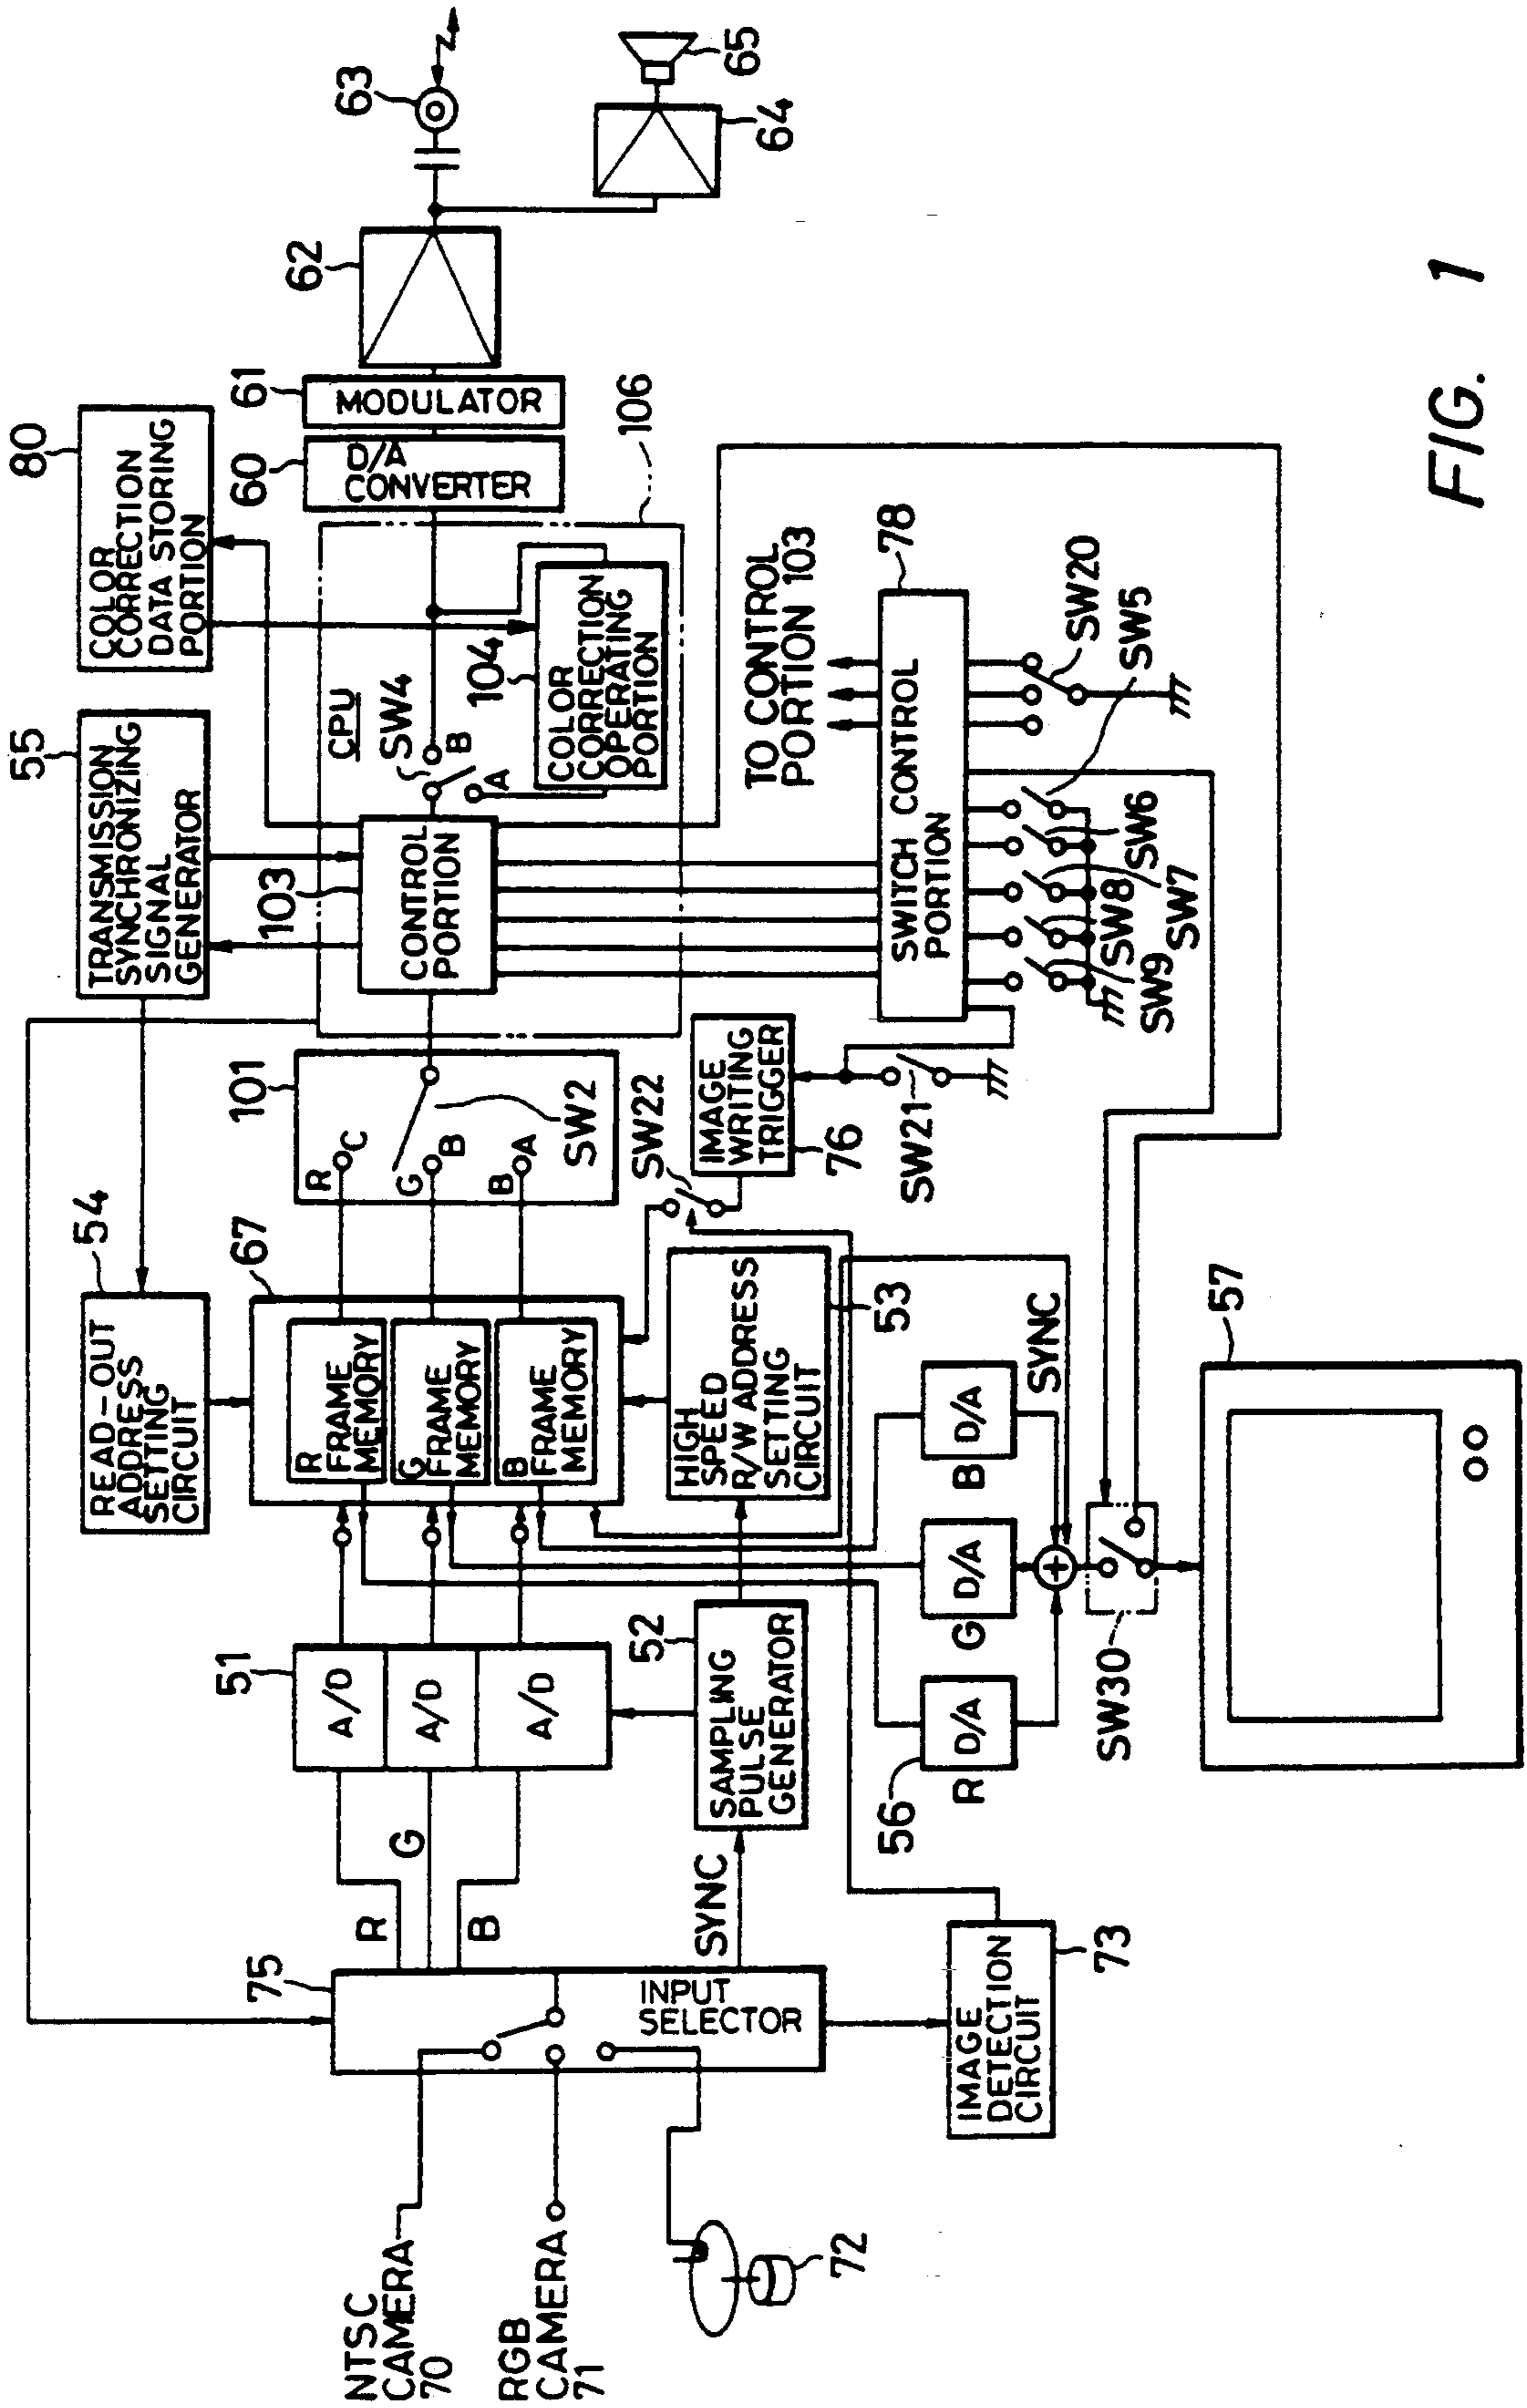 NTSC
CAMERA
70
RGB
CAMERA
71
72
75
INPUT
SELECTOR
R
G
B
SYNC
IMAGE
DETECTION
CIRCUIT
73
51
A/D
A/D
A/D
52
SAMPLING
PULSE
GENERATOR
54
READ-OUT
ADDRESS
SETTING
CIRCUIT
67
R
FRAME
MEMORY
G
FRAME
MEMORY
B
FRAME
MEMORY
HIGH
SPEED
R/W ADDRESS
SETTING
CIRCUIT
53
56
R
D/A
G
D/A
B
D/A
SYNC
SW30
57
101
R
C
G
B
B
A
SW2
SW22
IMAGE
WRITING
TRIGGER
76
SW21
55
TRANSMISSION
SYNCHRONIZING
SIGNAL
GENERATOR
103
CONTROL
PORTION
CPU
SW4
B
A
104
COLOR
CORRECTION
OPERATING
PORTION
106
80
COLOR
CORRECTION
DATA STORING
PORTION
60
D/A
CONVERTER
61
MODULATOR
62
63
64
65
TO CONTROL
PORTION 103
78
SWITCH CONTROL
PORTION
SW20
SW5
SW6
SW7
SW8
SW9
FIG. 1